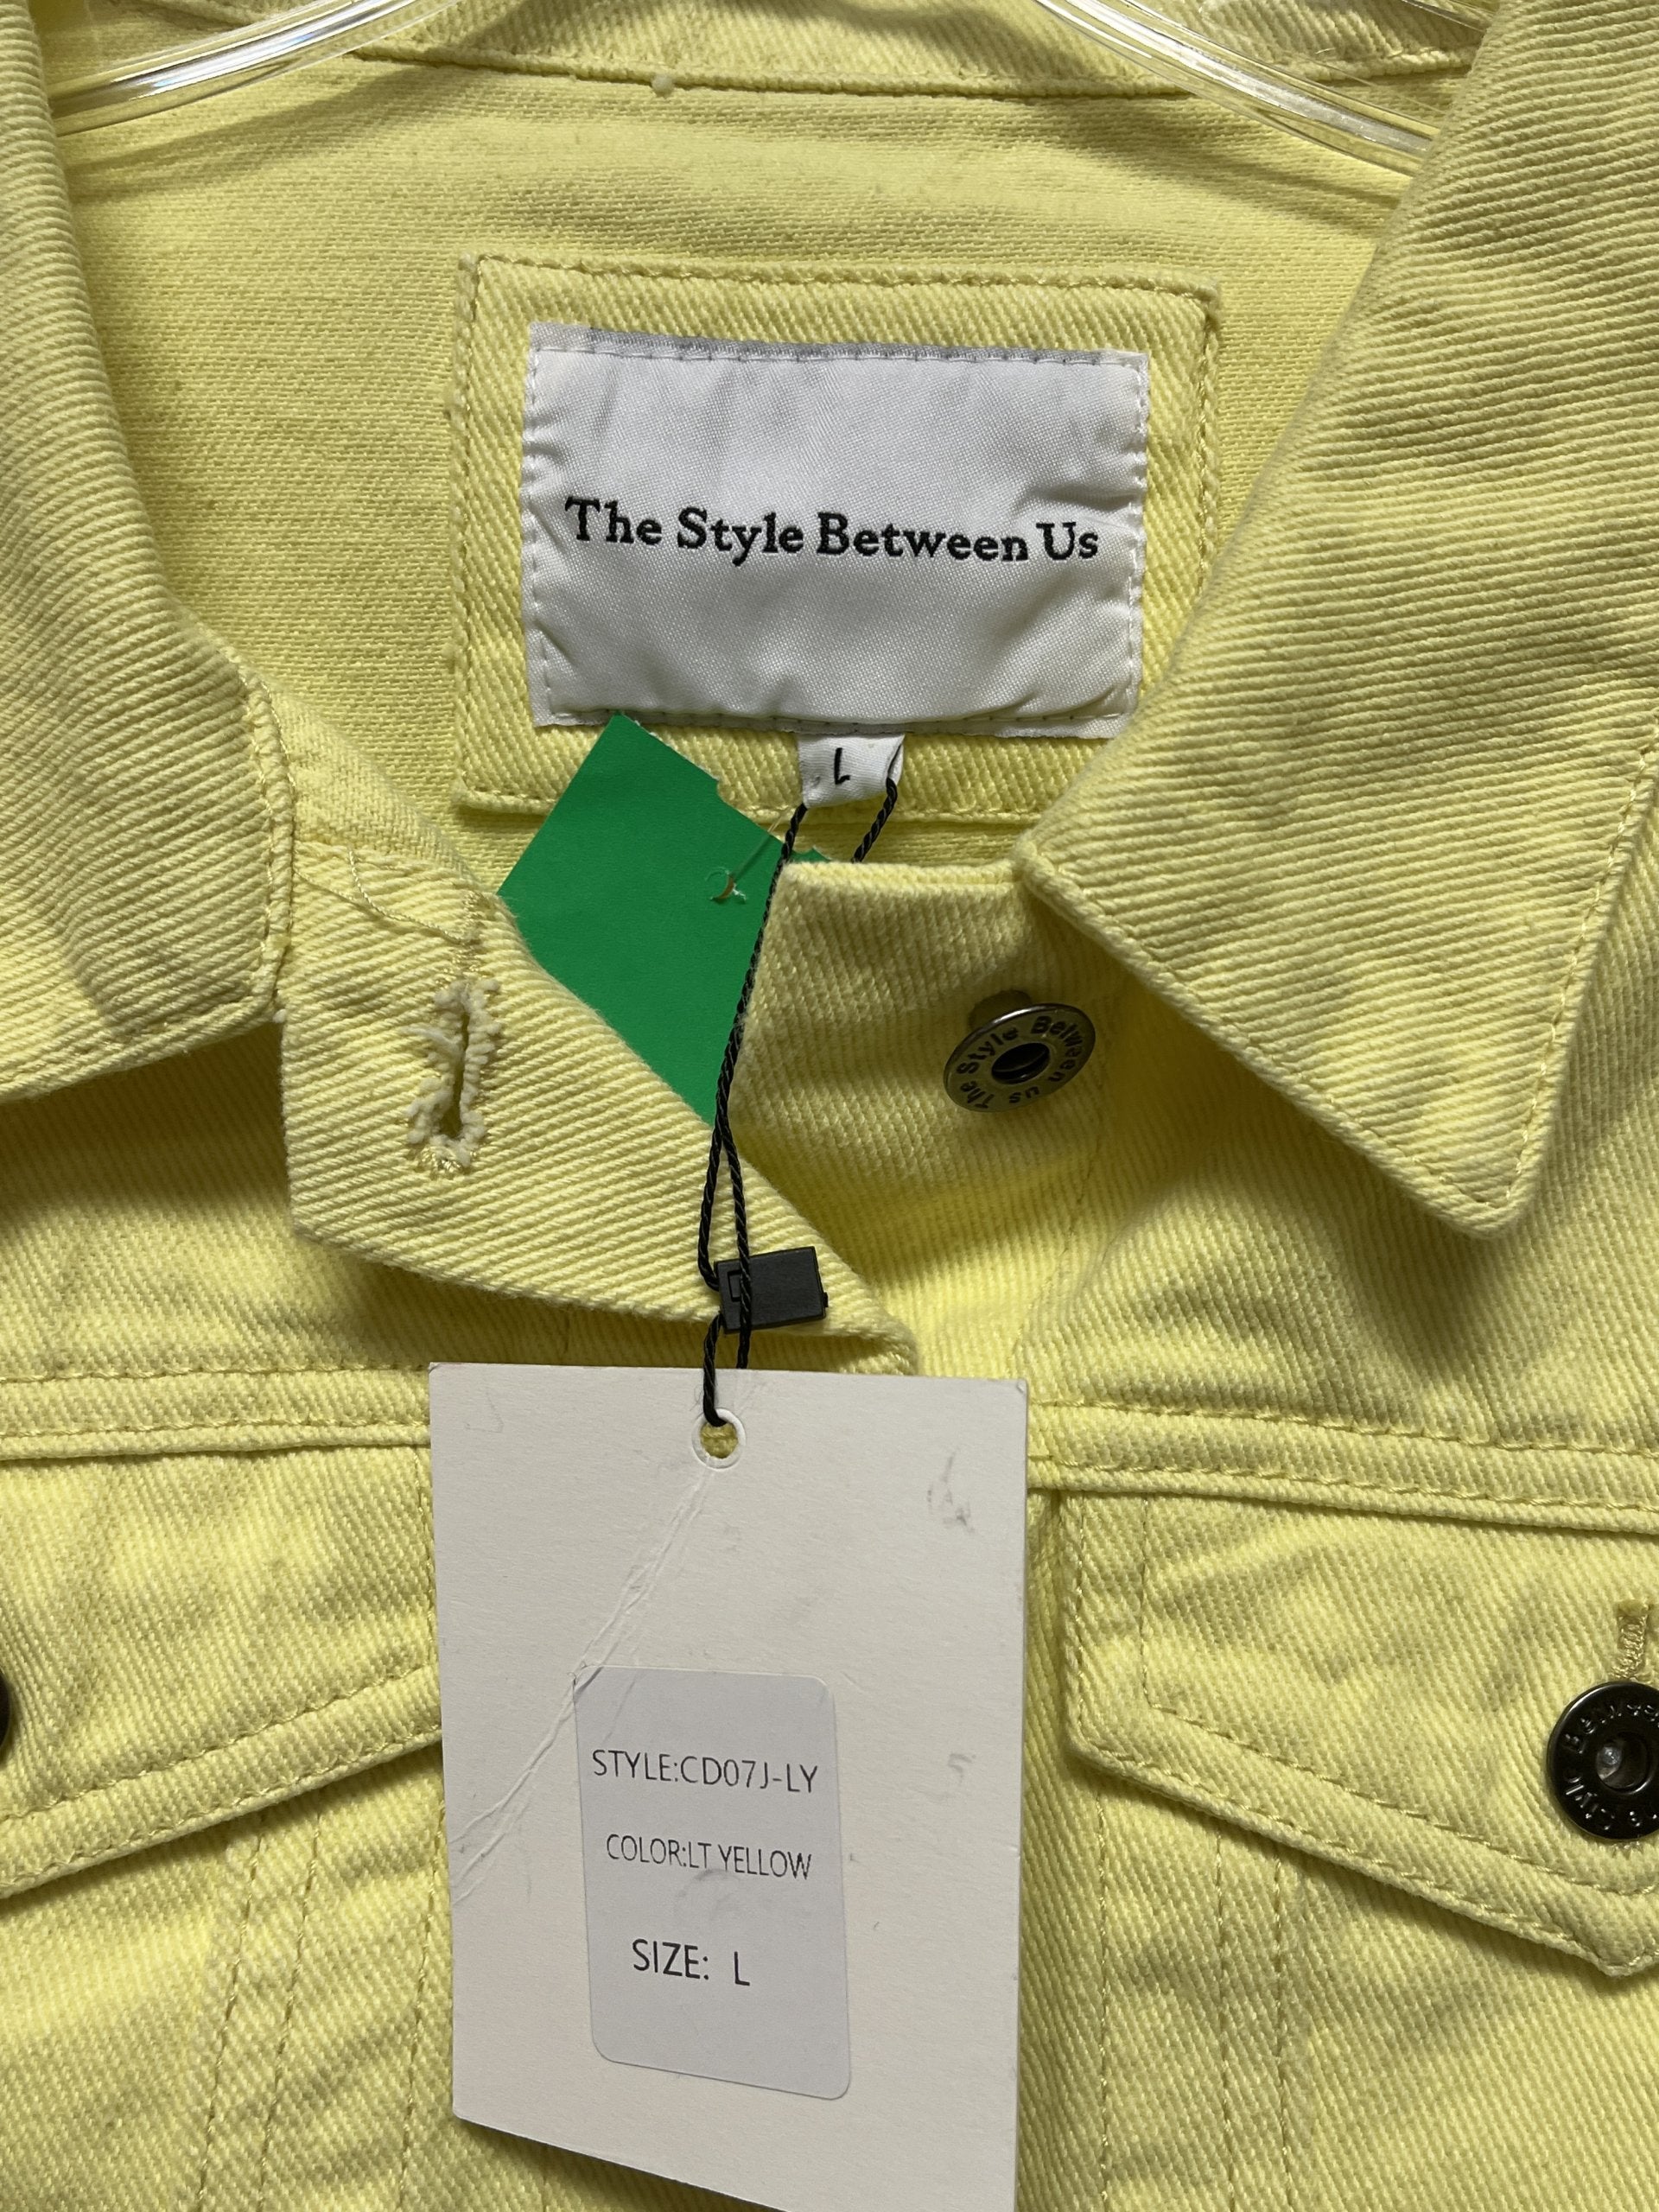 The Style Between Us
L
The Style Between us
STYLE:CD07J-LY
COLOR:LT YELLOW
SIZE: L